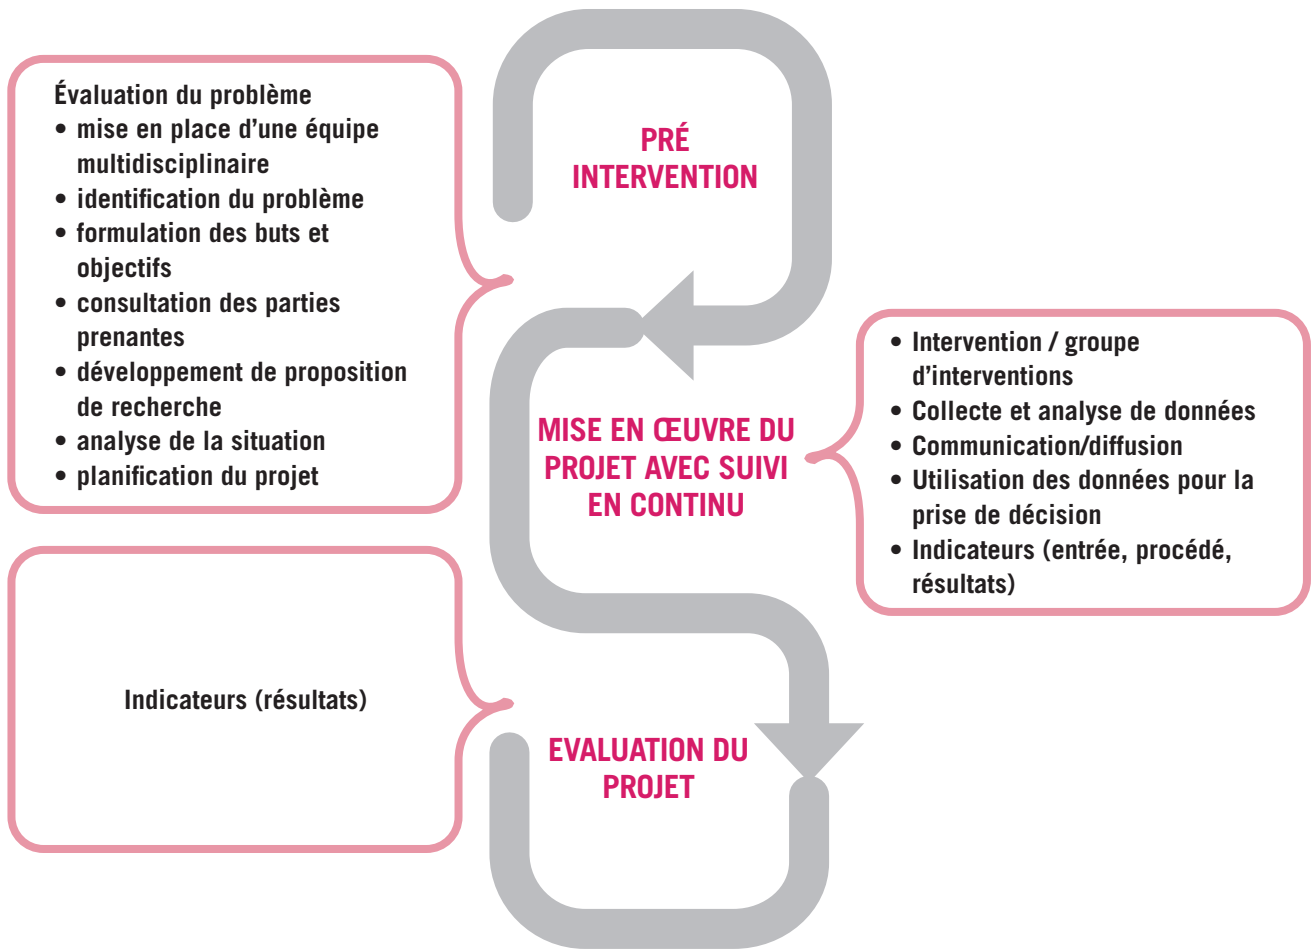 Évaluation du problème
• mise en place d’une équipe
multidisciplinaire
• identification du problème
• formulation des buts et
objectifs
• consultation des parties
prenantes
• développement de proposition
de recherche
• analyse de la situation
• planification du projet
PRÉ
INTERVENTION
MISE EN ŒUVRE DU
PROJET AVEC SUIVI
EN CONTINU
• Intervention / groupe
d’interventions
• Collecte et analyse de données
• Communication/diffusion
• Utilisation des données pour la
prise de décision
• Indicateurs (entrée, procédé,
résultats)
Indicateurs (résultats)
EVALUATION DU
PROJET